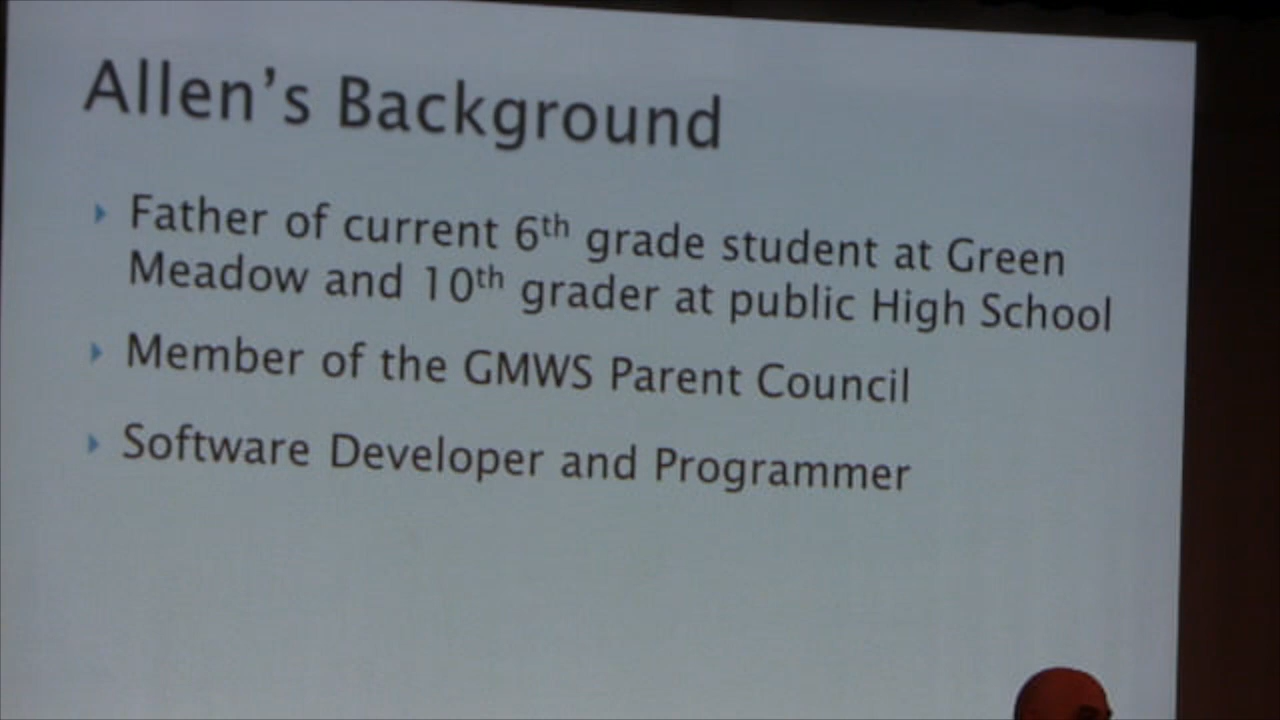 Allen's Background
Father of current 6th grade student at Green
Meadow and 10th grader at public High School
Member of the GMWS Parent Council
Software Developer and Programmer